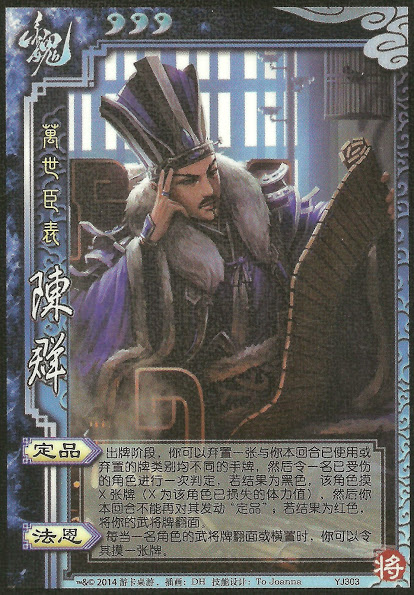 魏
萬世臣表
陳群
定品
出牌阶段,你可以弃置一张与你本回合已使用或
弃置的牌类别均不同的手牌,然后令一名已受伤
的角色进行一次判定,若结果为黑色,该角色摸
X张牌(X为该角色已损失的体力值),然后你
本回合不能再对其发动“定品”;若结果为红色,
将你的武将牌翻面。
法恩
每当一名角色的武将牌翻面或横置时,你可以令
其摸一张牌。
™&© 2014 游卡桌游,插画:DH 技能设计:To Joanna YJ303
将